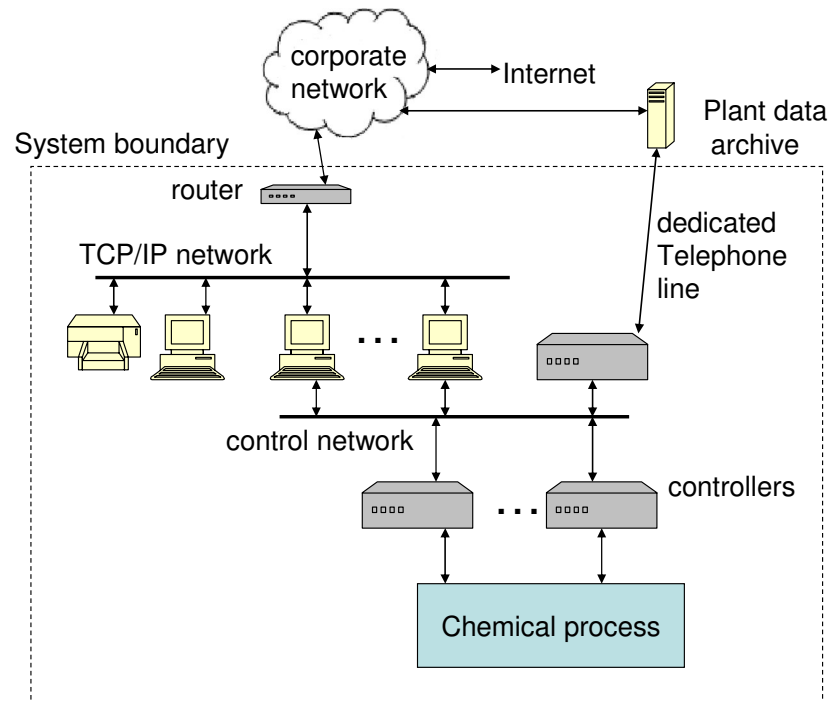 corporate
network
Internet
Plant data
archive
System boundary
router
dedicated
Telephone
line
TCP/IP network
...
control network
controllers
...
Chemical process